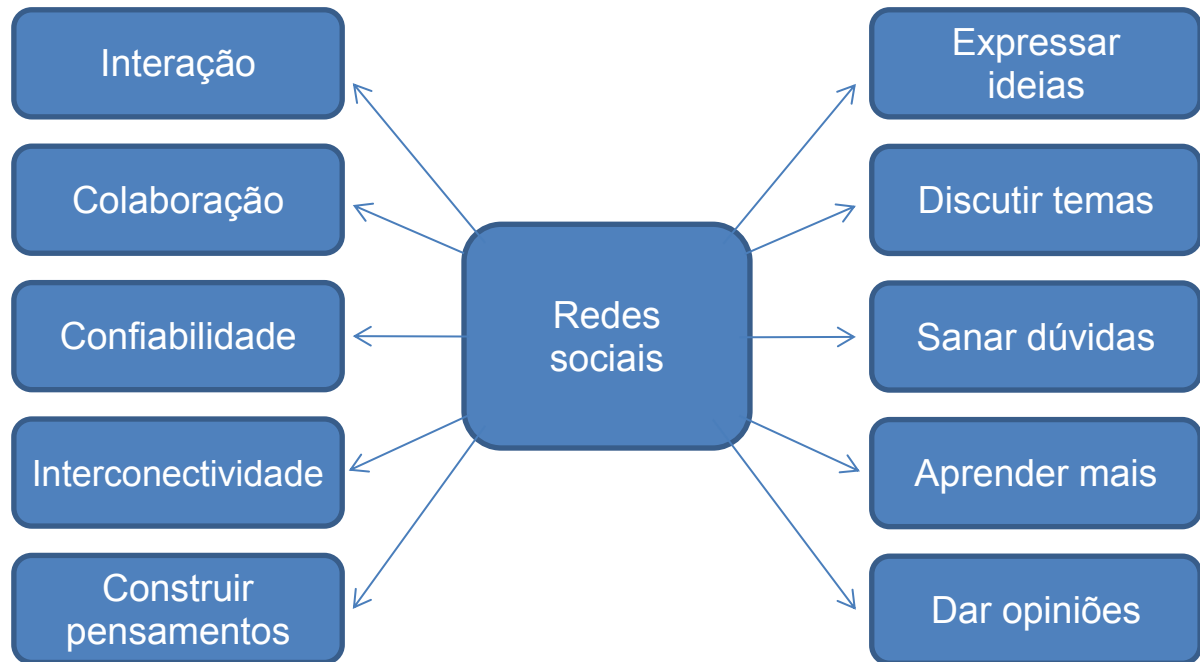 Interação
Colaboração
Confiabilidade
Interconectividade
Construir
pensamentos
Redes
sociais
Expressar
ideias
Discutir temas
Sanar dúvidas
Aprender mais
Dar opiniões